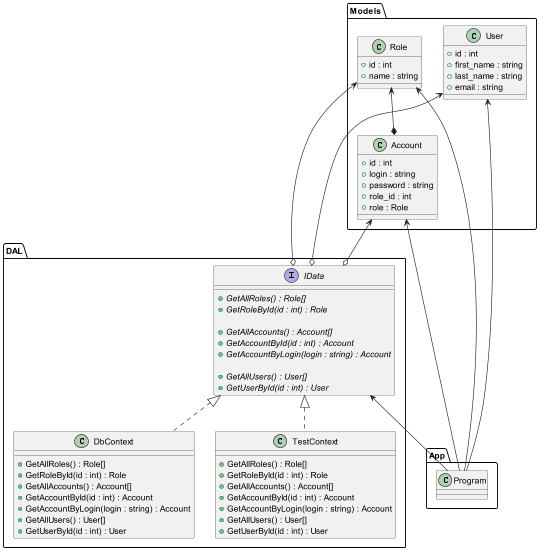 Models
C Role
id : int
name : string
C User
id : int
first_name : string
last_name : string
email : string
C Account
id : int
login : string
password : string
role_id : int
role : Role
DAL
I IData
GetAllRoles() : Role[]
GetRoleById(id : int) : Role
GetAllAccounts() : Account[]
GetAccountById(id : int) : Account
GetAccountByLogin(login : string) : Account
GetAllUsers() : User[]
GetUserById(id : int) : User
C DbContext
GetAllRoles() : Role[]
GetRoleById(id : int) : Role
GetAllAccounts() : Account[]
GetAccountById(id : int) : Account
GetAccountByLogin(login : string) : Account
GetAllUsers() : User[]
GetUserById(id : int) : User
C TestContext
GetAllRoles() : Role[]
GetRoleById(id : int) : Role
GetAllAccounts() : Account[]
GetAccountById(id : int) : Account
GetAccountByLogin(login : string) : Account
GetAllUsers() : User[]
GetUserById(id : int) : User
App
C Program